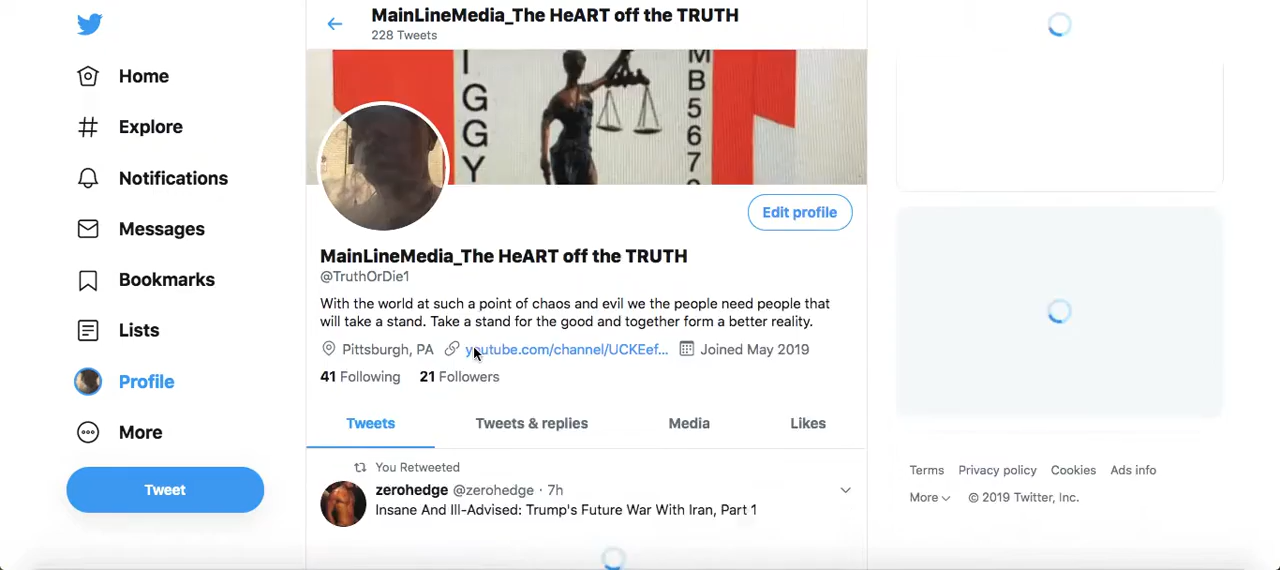 MainLineMedia_The HeART off the TRUTH
228 Tweets
Home
Explore
Notifications
Messages
Bookmarks
Lists
Profile
More
Tweet
I
G
G
Y
M
B
5
6
7
Edit profile
MainLineMedia_The HeART off the TRUTH
@TruthOrDie1
With the world at such a point of chaos and evil we the people need people that
will take a stand. Take a stand for the good and together form a better reality.
Pittsburgh, PA youtube.com/channel/UCKEef... Joined May 2019
41 Following 21 Followers
Tweets Tweets & replies Media Likes
You Retweeted
zerohedge @zerohedge · 7h
Insane And Ill-Advised: Trump's Future War With Iran, Part 1
Terms Privacy policy Cookies Ads info
More © 2019 Twitter, Inc.